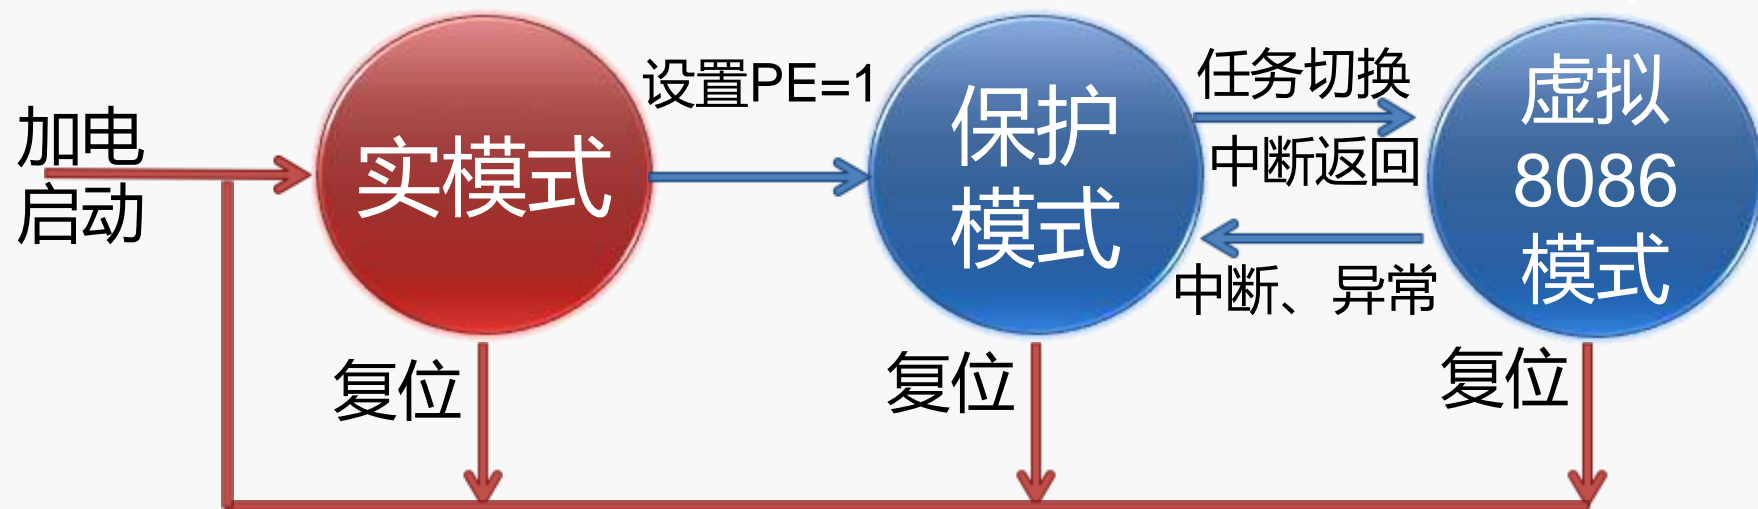 加电
启动
实模式
设置PE=1
保护
模式
任务切换
中断返回
中断、异常
虚拟
8086
模式
复位
复位
复位